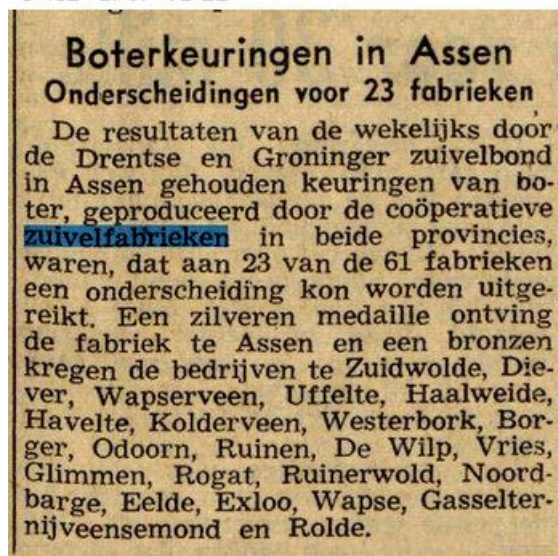 Boterkeuringen in Assen
Onderscheidingen voor 23 fabrieken
De resultaten van de wekelijks door
de Drentse en Groninger zuivelbond
in Assen gehouden keuringen van bo-
ter, geproduceerd door de coöperatieve
zuivelfabrieken in beide provincies,
waren, dat aan 23 van de 61 fabrieken
een onderscheiding kon worden uitge-
reikt. Een zilveren medaille ontving
de fabriek te Assen en een bronzen
kregen de bedrijven te Zuidwolde, Die-
ver, Wapserveen, Uffelte, Haalweide,
Havelte, Kolderveen, Westerbork, Bor-
ger, Odoorn, Ruinen, De Wilp, Vries,
Glimmen, Rogat, Ruinerwold, Noord-
barge, Eelde, Exloo, Wapse, Gasselter-
nijveensemond en Rolde.